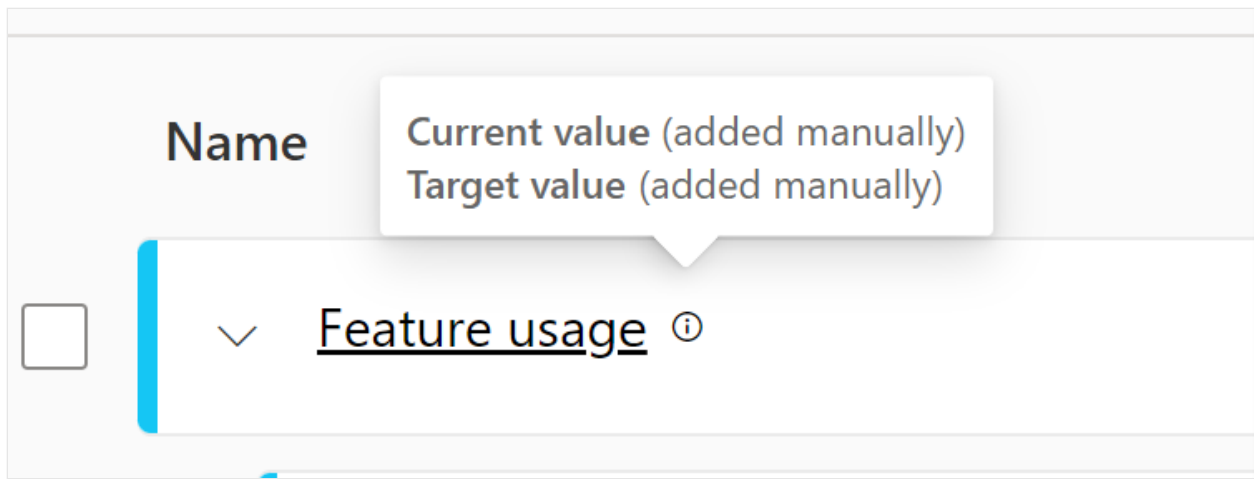 Name
Current value (added manually)
Target value (added manually)
Feature usage